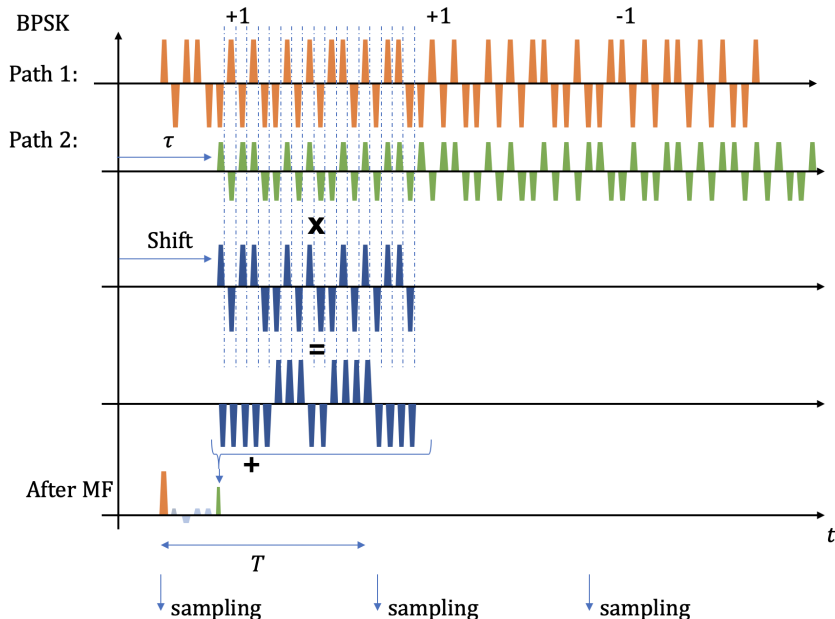 BPSK +1 +1 -1
Path 1:
Path 2:
τ
x
Shift
=
+
After MF
t
T
sampling sampling sampling